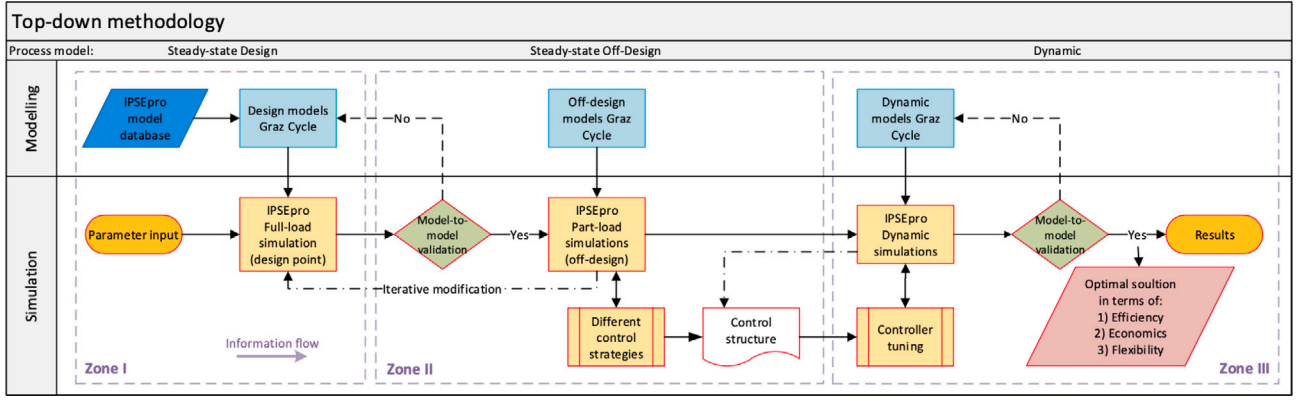 Top-down methodology
Process model:
Steady-state Design
Steady-state Off-Design
Dynamic
Modelling
IPSEpro
model
database
Design models
Graz Cycle
No
Off-design
models Graz
Cycle
Dynamic
models Graz
Cycle
No
Simulation
Parameter input
IPSEpro
Full-load
simulation
(design point)
Model-to-
model
validation
Yes
IPSEpro
Part-load
simulations
(off-design)
IPSEpro
Dynamic
simulations
Model-to-
model
validation
Yes
Results
Iterative modification
Different
control
strategies
Control
structure
Controller
tuning
Optimal soultion
in terms of:
1) Efficiency
2) Economics
3) Flexibility
Information flow
Zone I
Zone II
Zone III